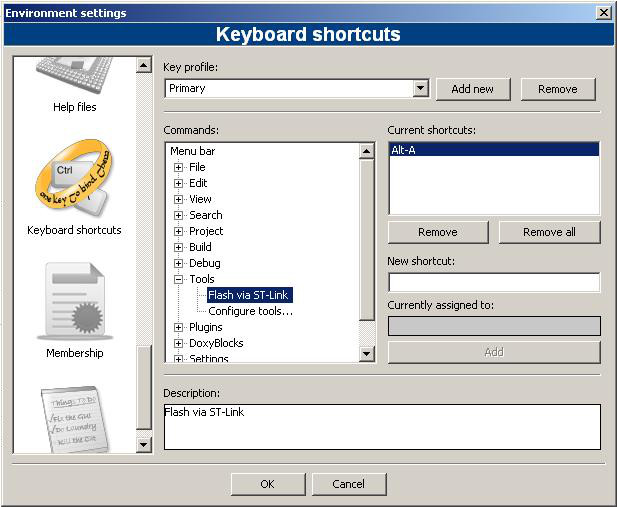 Environment settings
Keyboard shortcuts
Help files
Ctrl
one key to bind them
Keyboard shortcuts
Membership
Things To Do
√Fix the GUI
√Do Laundry
Kill the Cat
Key profile:
Primary
Add new
Remove
Commands:
Menu bar
File
Edit
View
Search
Project
Build
Debug
Tools
Flash via ST-Link
Configure tools...
Plugins
DoxyBlocks
Settings
Current shortcuts:
Alt-A
Remove
Remove all
New shortcut:
Currently assigned to:
Add
Description:
Flash via ST-Link
OK
Cancel